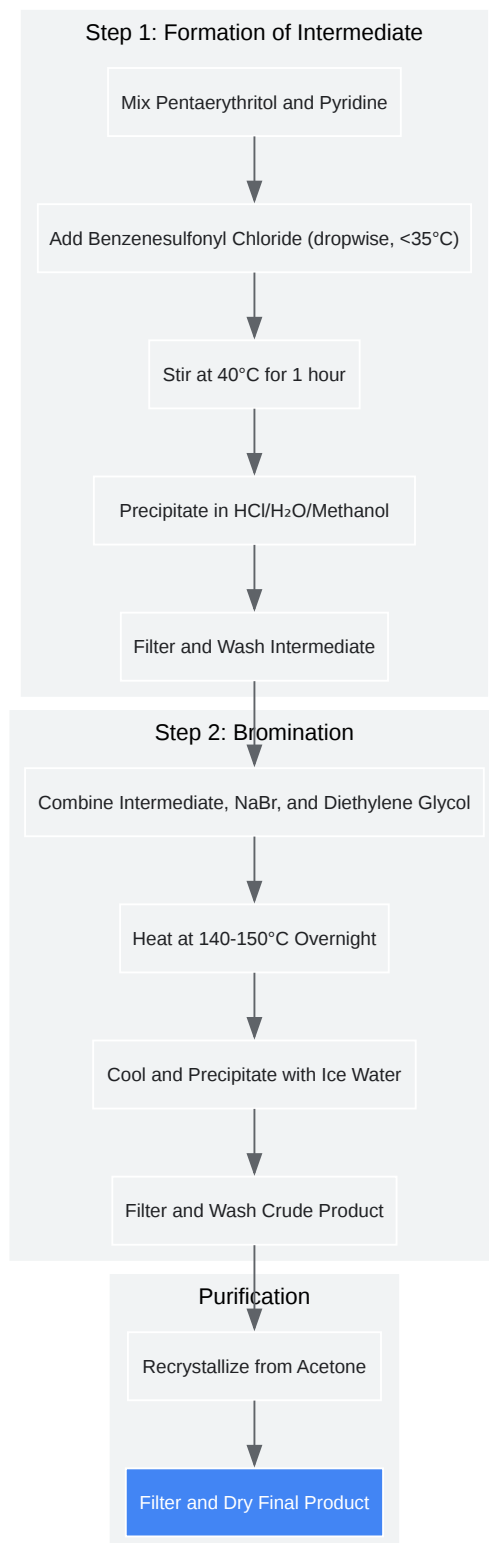 Step 1: Formation of Intermediate
Mix Pentaerythritol and Pyridine
Add Benzenesulfonyl Chloride (dropwise, <35°C)
Stir at 40°C for 1 hour
Precipitate in HCl/H₂O/Methanol
Filter and Wash Intermediate
Step 2: Bromination
Combine Intermediate, NaBr, and Diethylene Glycol
Heat at 140-150°C Overnight
Cool and Precipitate with Ice Water
Filter and Wash Crude Product
Purification
Recrystallize from Acetone
Filter and Dry Final Product